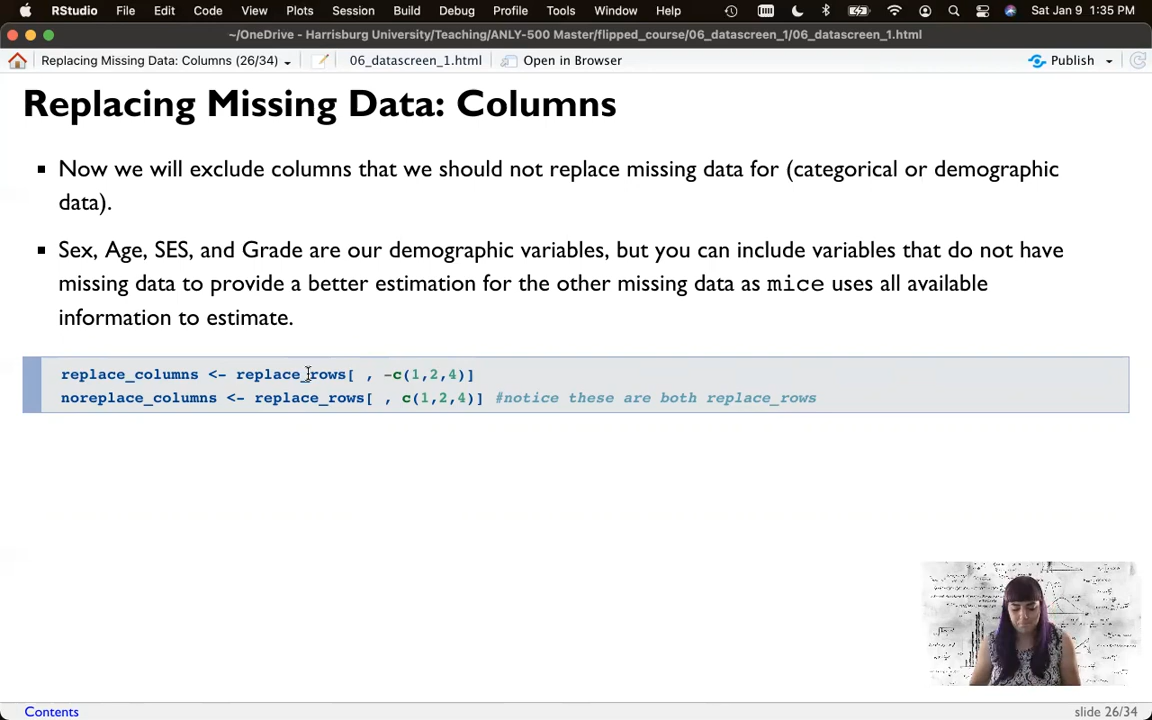 RStudio File Edit Code View Plots Session Build Debug Profile Tools Window Help Sat Jan 9 1:35 PM
~/OneDrive - Harrisburg University/Teaching/ANLY-500 Master/flipped_course/06_datascreen_1/06_datascreen_1.html
Replacing Missing Data: Columns (26/34) 06_datascreen_1.html Open in Browser Publish
Replacing Missing Data: Columns
▪ Now we will exclude columns that we should not replace missing data for (categorical or demographic
data).
▪ Sex, Age, SES, and Grade are our demographic variables, but you can include variables that do not have
missing data to provide a better estimation for the other missing data as mice uses all available
information to estimate.
replace_columns <- replace_rows[ , -c(1,2,4)]
noreplace_columns <- replace_rows[ , c(1,2,4)] #notice these are both replace_rows
Contents slide 26/34